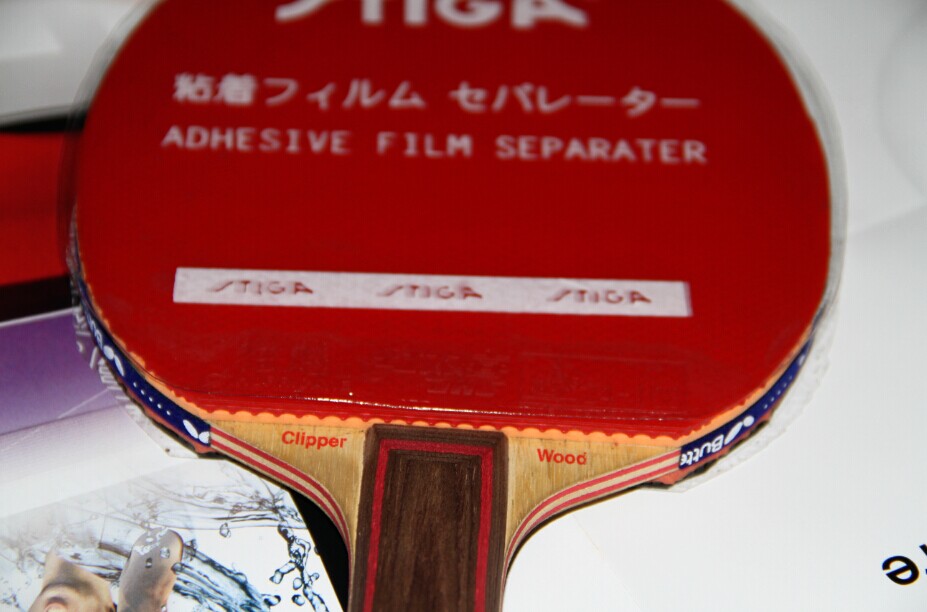 STIGA
粘着フィルム セパレーター
ADHESIVE FILM SEPARATER
STIGA STIGA STIGA
Clipper Wood
Butte